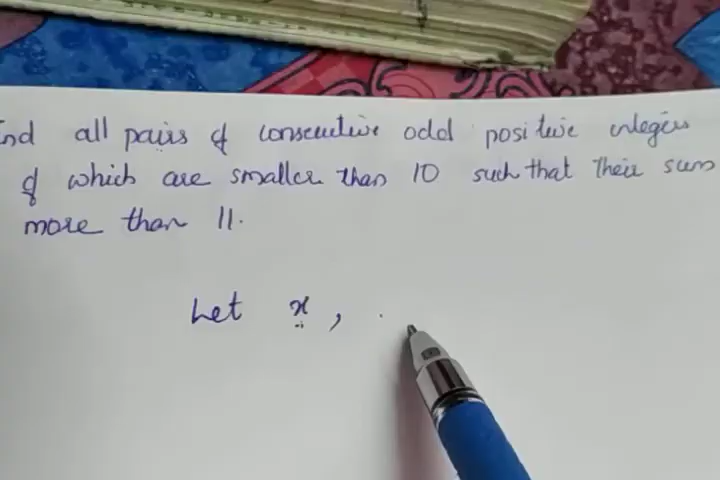 nd all pairs of consecutive odd positive integers
of which are smaller than 10 such that their sum
more than 11.
Let x ,